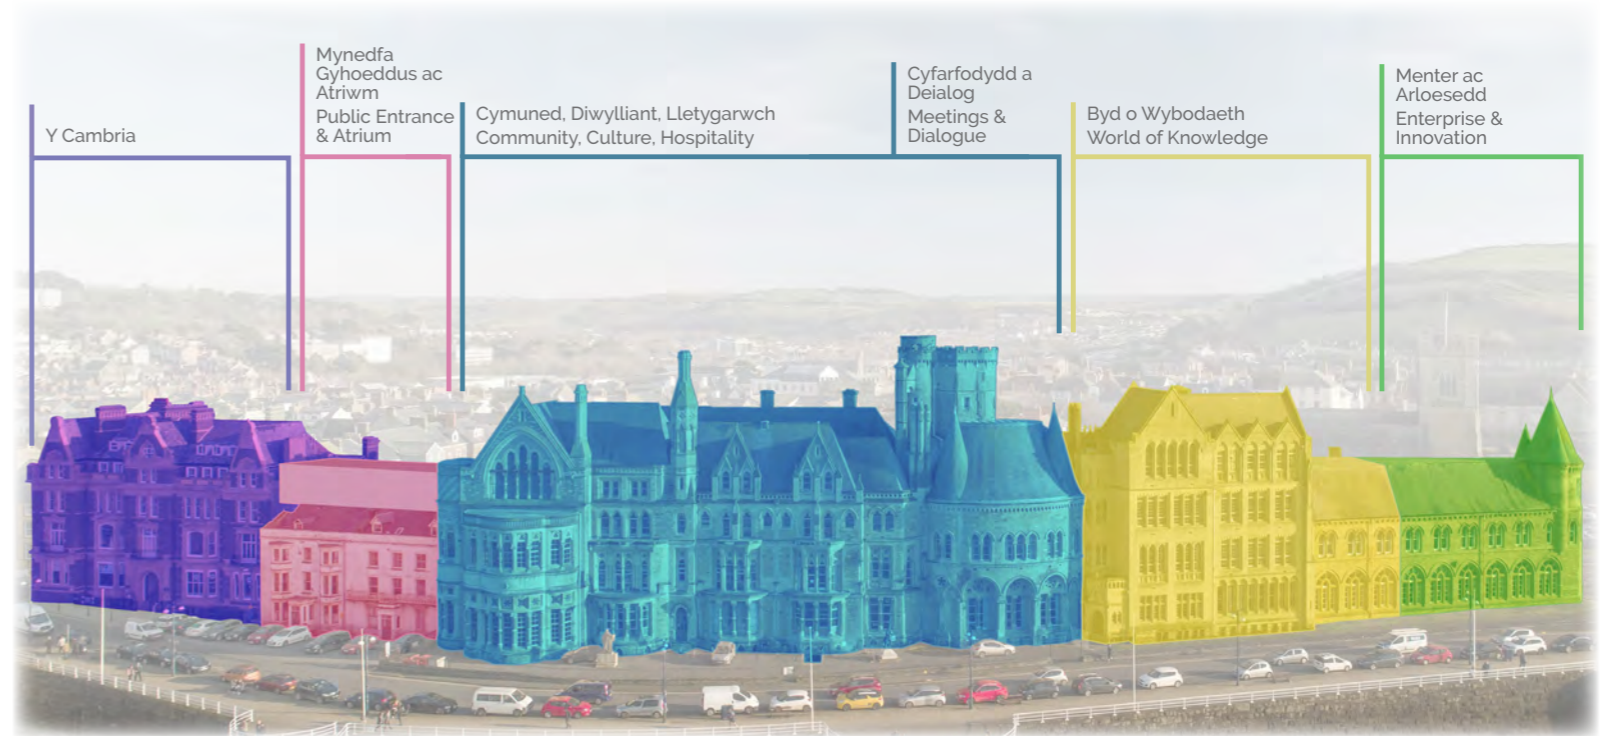 Y Cambria
Mynedfa
Gyhoeddus ac
Atriwm
Public Entrance
& Atrium
Cymuned, Diwylliant, Lletygarwch
Community, Culture, Hospitality
Cyfarfodydd a
Deialog
Meetings &
Dialogue
Byd o Wybodaeth
World of Knowledge
Menter ac
Arloesedd
Enterprise &
Innovation